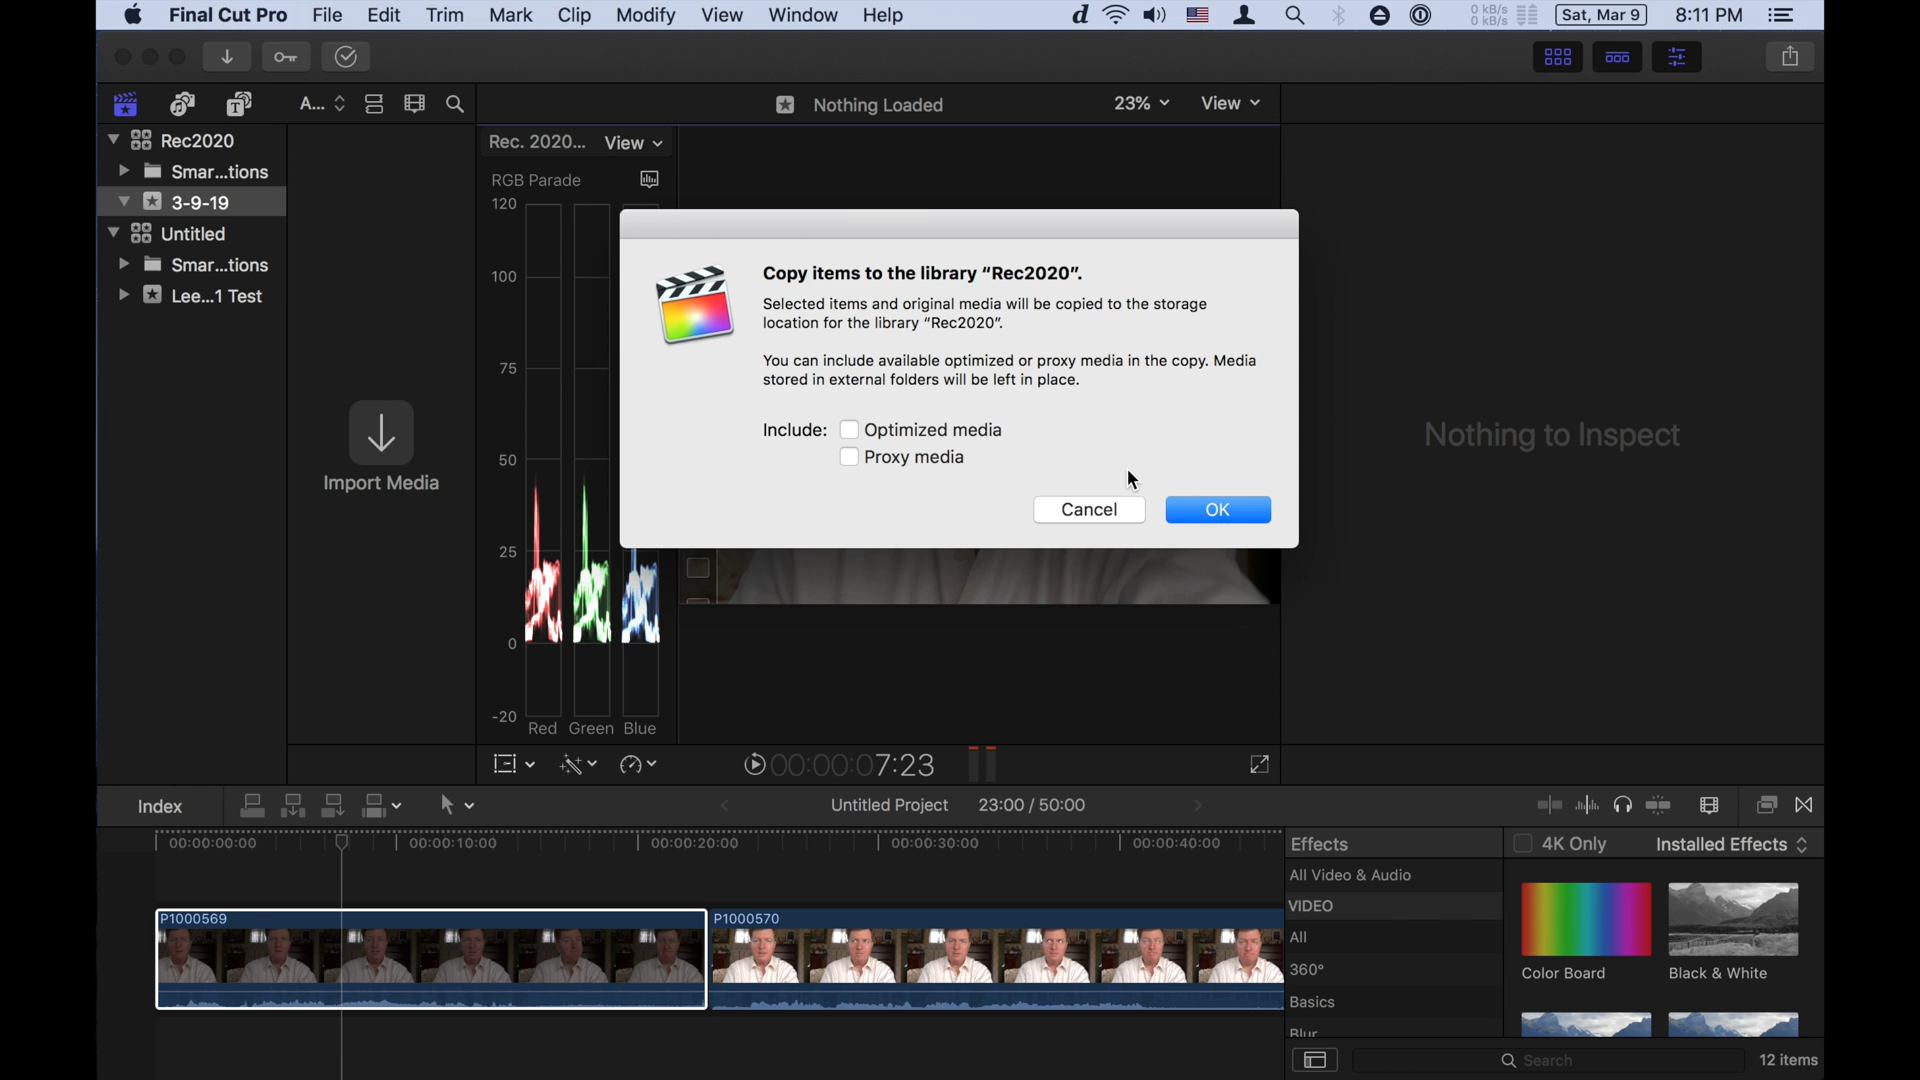 Final Cut Pro File Edit Trim Mark Clip Modify View Window Help
0 kB/s
0 kB/s
Sat, Mar 9
8:11 PM
A...
Nothing Loaded
23%
View
Rec2020
Smar...tions
3-9-19
Untitled
Smar...tions
Lee...1 Test
Import Media
Rec. 2020...
View
RGB Parade
120
100
75
50
25
0
-20
Red Green Blue
Copy items to the library “Rec2020”.
Selected items and original media will be copied to the storage
location for the library “Rec2020”.
You can include available optimized or proxy media in the copy. Media
stored in external folders will be left in place.
Include: Optimized media
Proxy media
Cancel
OK
Nothing to Inspect
00:00:07:23
Index
Untitled Project
23:00 / 50:00
00:00:00:00
00:00:10:00
00:00:20:00
00:00:30:00
00:00:40:00
P1000569
P1000570
Effects
4K Only
Installed Effects
All Video & Audio
VIDEO
All
360°
Basics
Blur
Color Board
Black & White
Search
12 items